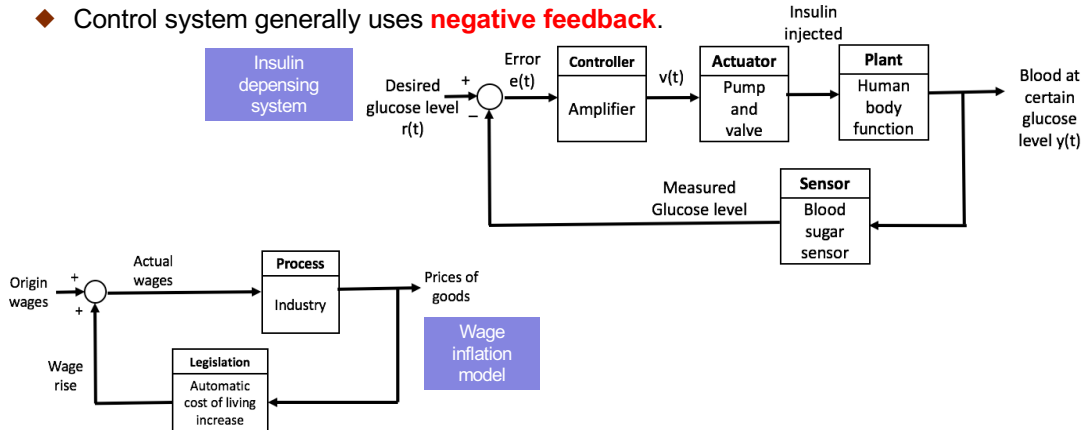 ◆ Control system generally uses negative feedback.
Insulin
depensing
system
Desired
glucose level
r(t)
+
−
Error
e(t)
Controller
Amplifier
v(t)
Actuator
Pump
and
valve
Insulin
injected
Plant
Human
body
function
Blood at
certain
glucose
level y(t)
Measured
Glucose level
Sensor
Blood
sugar
sensor
Origin
wages
+
+
Actual
wages
Process
Industry
Prices of
goods
Wage
inflation
model
Wage
rise
Legislation
Automatic
cost of living
increase